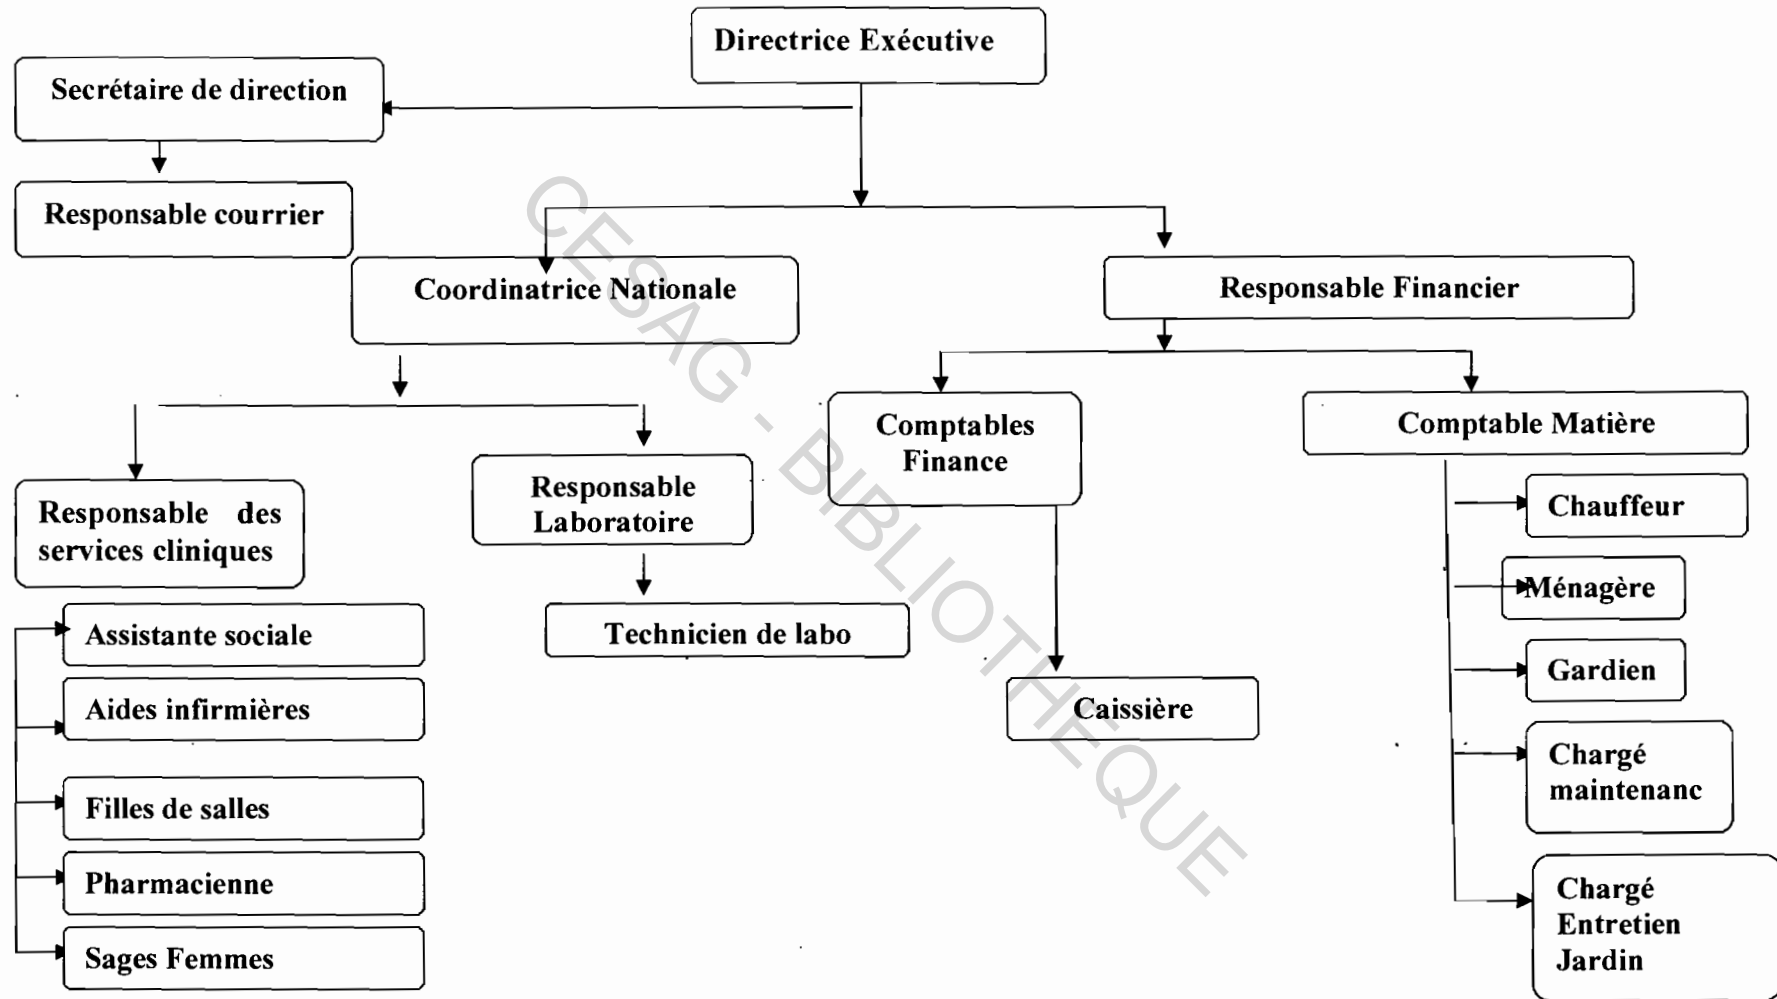 Directrice Exécutive
Secrétaire de direction
Responsable courrier
Coordinatrice Nationale
Responsable Financier
Comptables
Finance
Comptable Matière
Responsable des
services cliniques
Responsable
Laboratoire
Chauffeur
Ménagère
Assistante sociale
Technicien de labo
Gardien
Aides infirmières
Caissière
Chargé
maintenanc
Filles de salles
Pharmacienne
Chargé
Entretien
Jardin
Sages Femmes
CESAG - BIBLIOTHEQUE